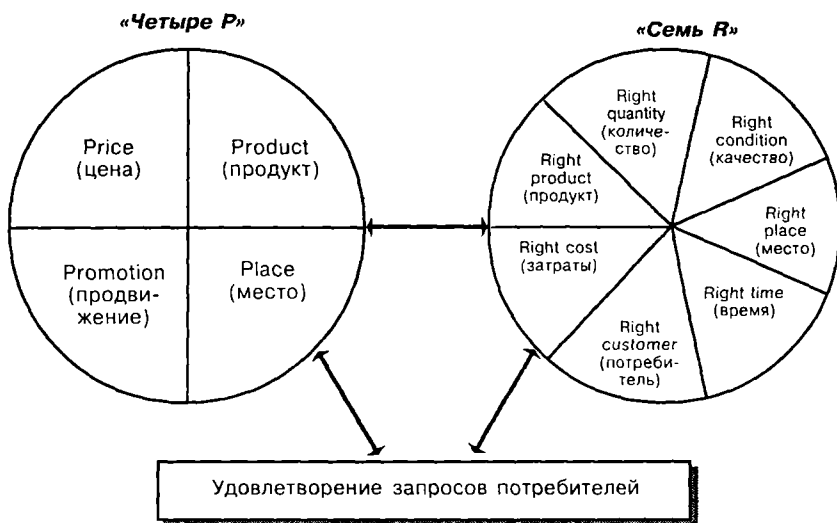 «Четыре P»
Price
(цена)
Product
(продукт)
Promotion
(продви-
жение)
Place
(место)
«Семь R»
Right
quantity
(количе-
ство)
Right
condition
(качество)
Right
product
(продукт)
Right
place
(место)
Right cost
(затраты)
Right time
(время)
Right
customer
(потреби-
тель)
Удовлетворение запросов потребителей